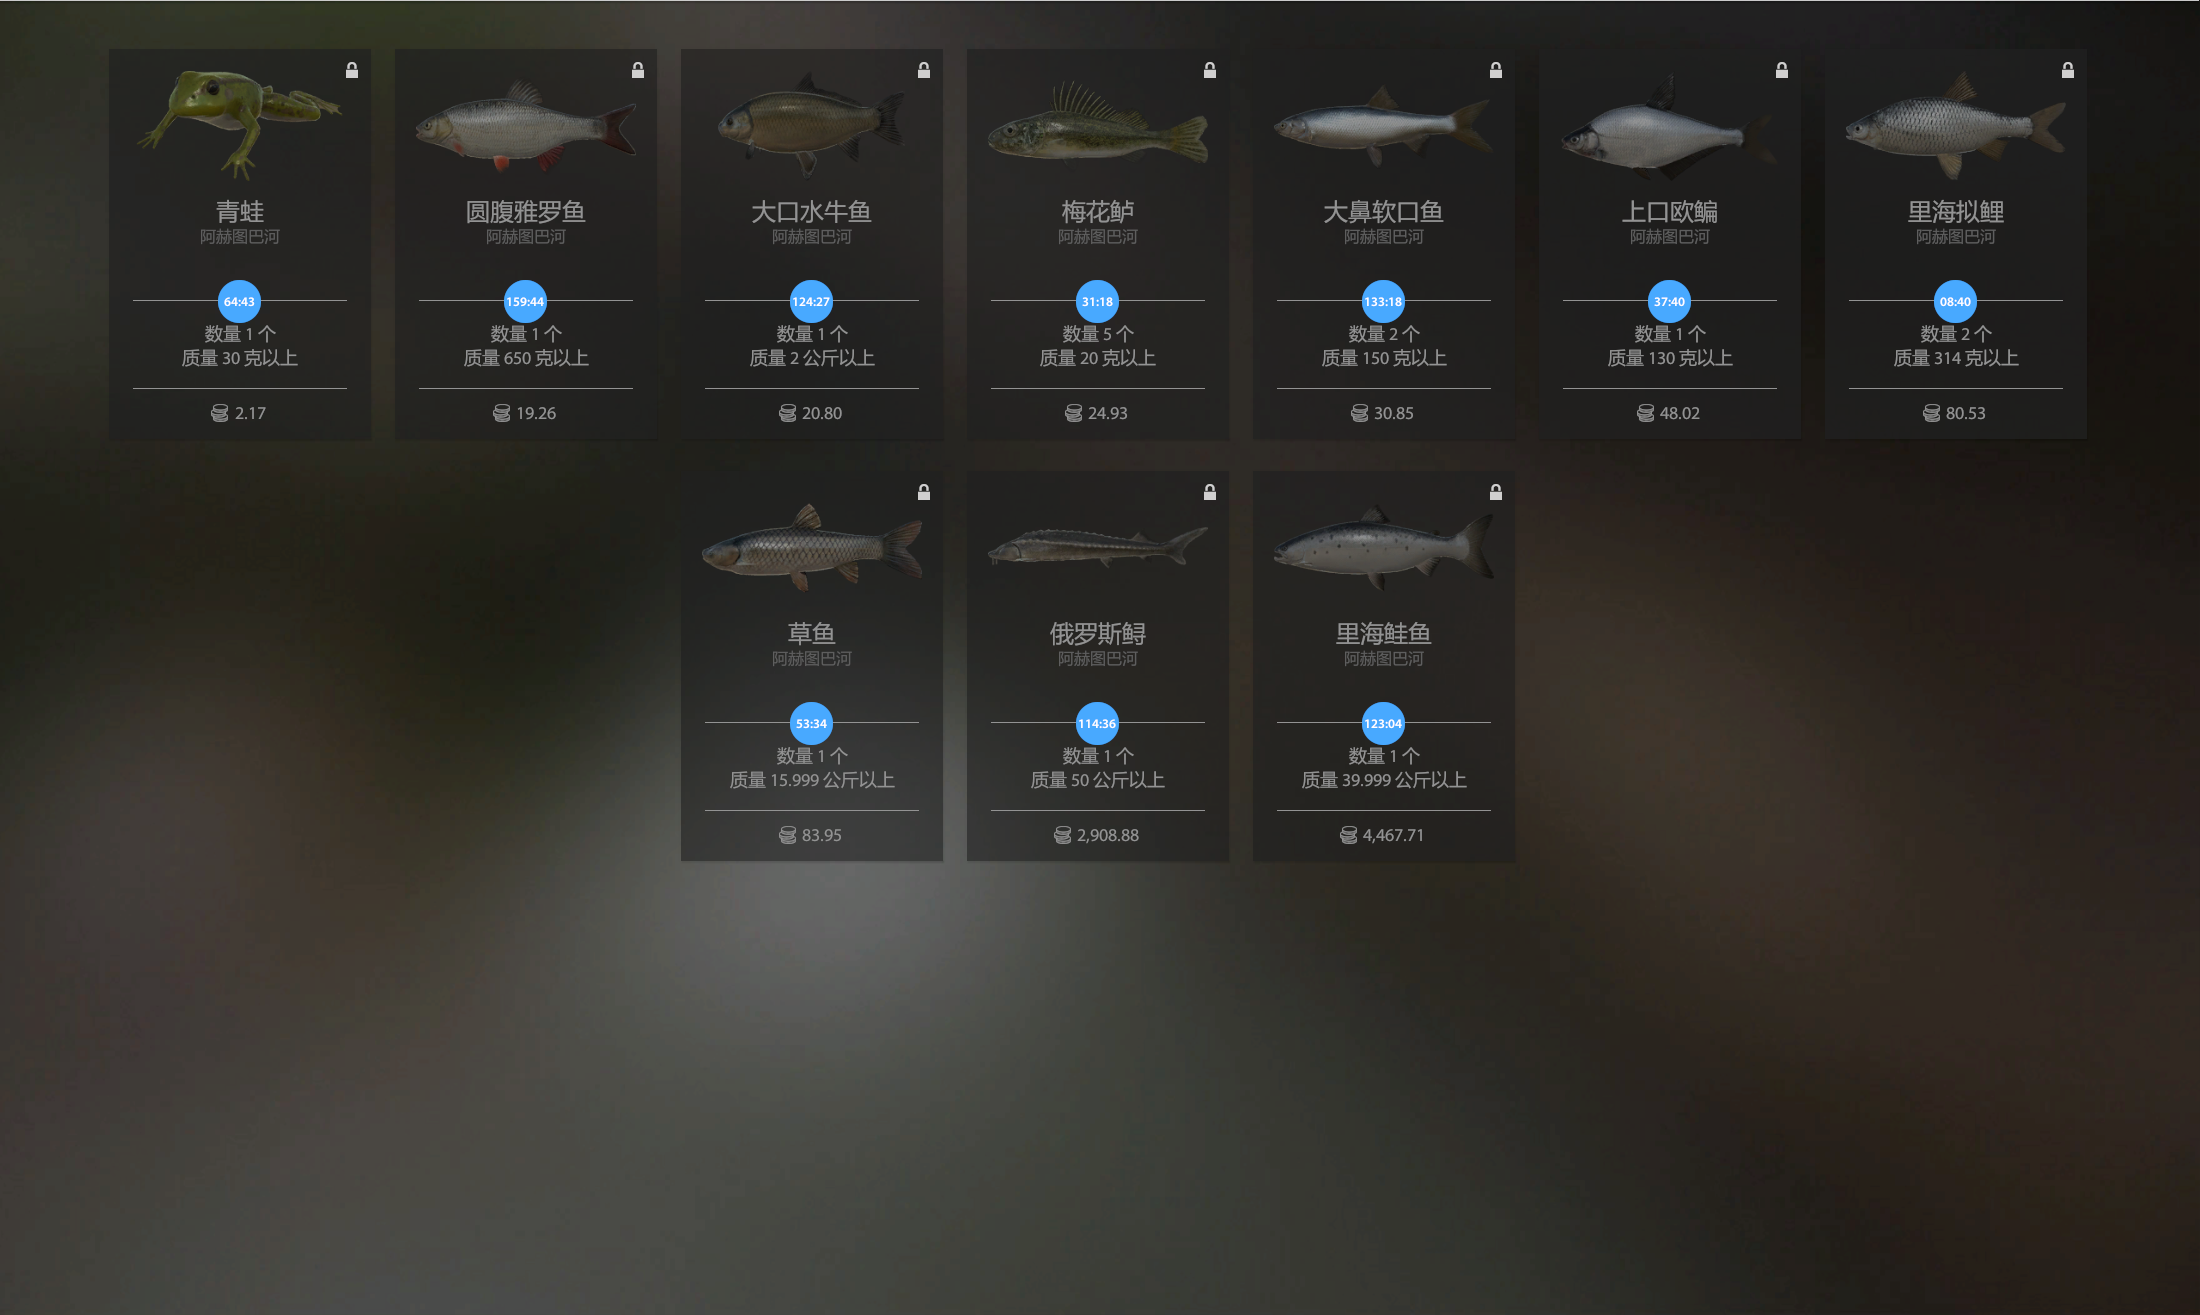 青蛙
阿赫图巴河
64:43
数量 1 个
质量 30 克以上
2.17
圆腹雅罗鱼
阿赫图巴河
159:44
数量 1 个
质量 650 克以上
19.26
大口水牛鱼
阿赫图巴河
124:27
数量 1 个
质量 2 公斤以上
20.80
梅花鲈
阿赫图巴河
31:18
数量 5 个
质量 20 克以上
24.93
大鼻软口鱼
阿赫图巴河
133:18
数量 2 个
质量 150 克以上
30.85
上口欧鳊
阿赫图巴河
37:40
数量 1 个
质量 130 克以上
48.02
里海拟鲤
阿赫图巴河
08:40
数量 2 个
质量 314 克以上
80.53
草鱼
阿赫图巴河
53:34
数量 1 个
质量 15.999 公斤以上
83.95
俄罗斯鲟
阿赫图巴河
114:36
数量 1 个
质量 50 公斤以上
2,908.88
里海鲑鱼
阿赫图巴河
123:04
数量 1 个
质量 39.999 公斤以上
4,467.71